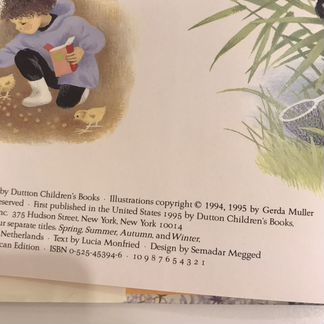 by Dutton Children's Books · Illustrations copyright © 1994, 1995 by Gerda Muller
reserved · First published in the United States 1995 by Dutton Children's Books,
375 Hudson Street, New York, New York 10014
four separate titles, Spring, Summer, Autumn, and Winter,
Netherlands · Text by Lucia Monfried · Design by Semadar Megged
Edition · ISBN 0-525-45394-6 · 10 9 8 7 6 5 4 3 2 1